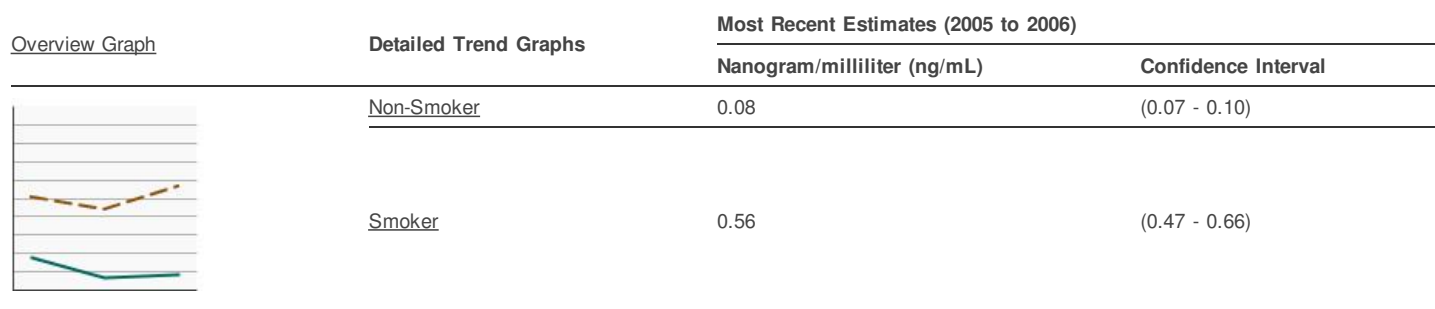 Overview Graph
Detailed Trend Graphs
Most Recent Estimates (2005 to 2006)
Nanogram/milliliter (ng/mL)
Confidence Interval
Non-Smoker 0.08 (0.07 - 0.10)
Smoker 0.56 (0.47 - 0.66)